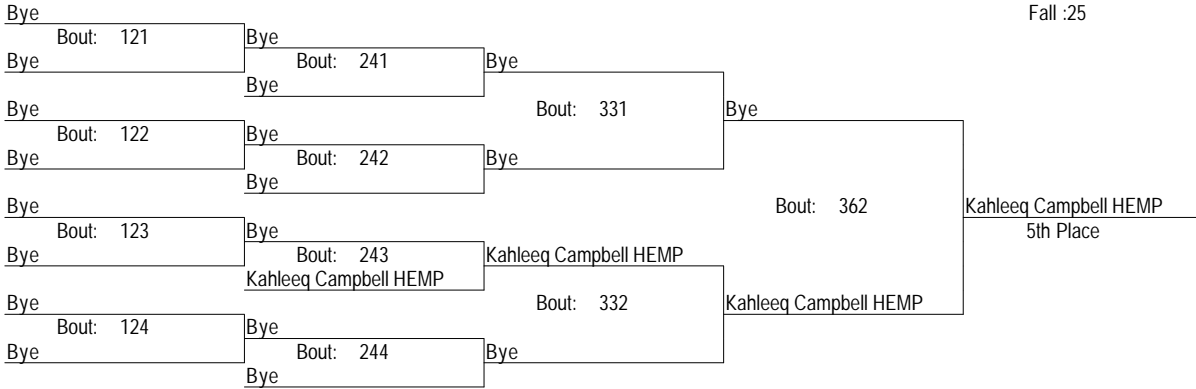 Bye
Fall :25
Bout: 121
Bye
Bye
Bout: 241
Bye
Bye
Bye
Bout: 331
Bye
Bout: 122
Bye
Bye
Bout: 242
Bye
Bye
Bye
Bout: 362
Kahleeq Campbell HEMP
Bout: 123
Bye
5th Place
Bye
Bout: 243
Kahleeq Campbell HEMP
Kahleeq Campbell HEMP
Bye
Bout: 332
Kahleeq Campbell HEMP
Bout: 124
Bye
Bye
Bout: 244
Bye
Bye